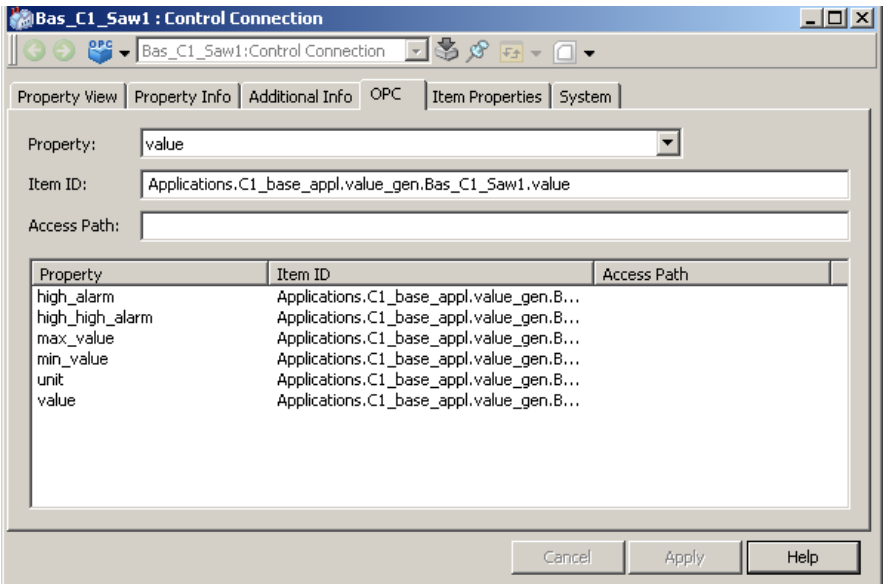 Bas_C1_Saw1 : Control Connection
OPC Bas_C1_Saw1:Control Connection
Property View Property Info Additional Info OPC Item Properties System
Property: value
Item ID: Applications.C1_base_appl.value_gen.Bas_C1_Saw1.value
Access Path:
Property Item ID Access Path
high_alarm Applications.C1_base_appl.value_gen.B...
high_high_alarm Applications.C1_base_appl.value_gen.B...
max_value Applications.C1_base_appl.value_gen.B...
min_value Applications.C1_base_appl.value_gen.B...
unit Applications.C1_base_appl.value_gen.B...
value Applications.C1_base_appl.value_gen.B...
Cancel Apply Help